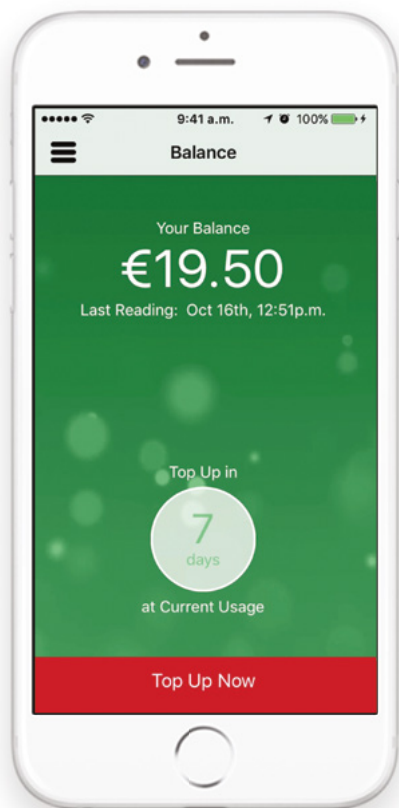 9:41 a.m. 100%
Balance
Your Balance
€19.50
Last Reading: Oct 16th, 12:51p.m.
Top Up in
7
days
at Current Usage
Top Up Now